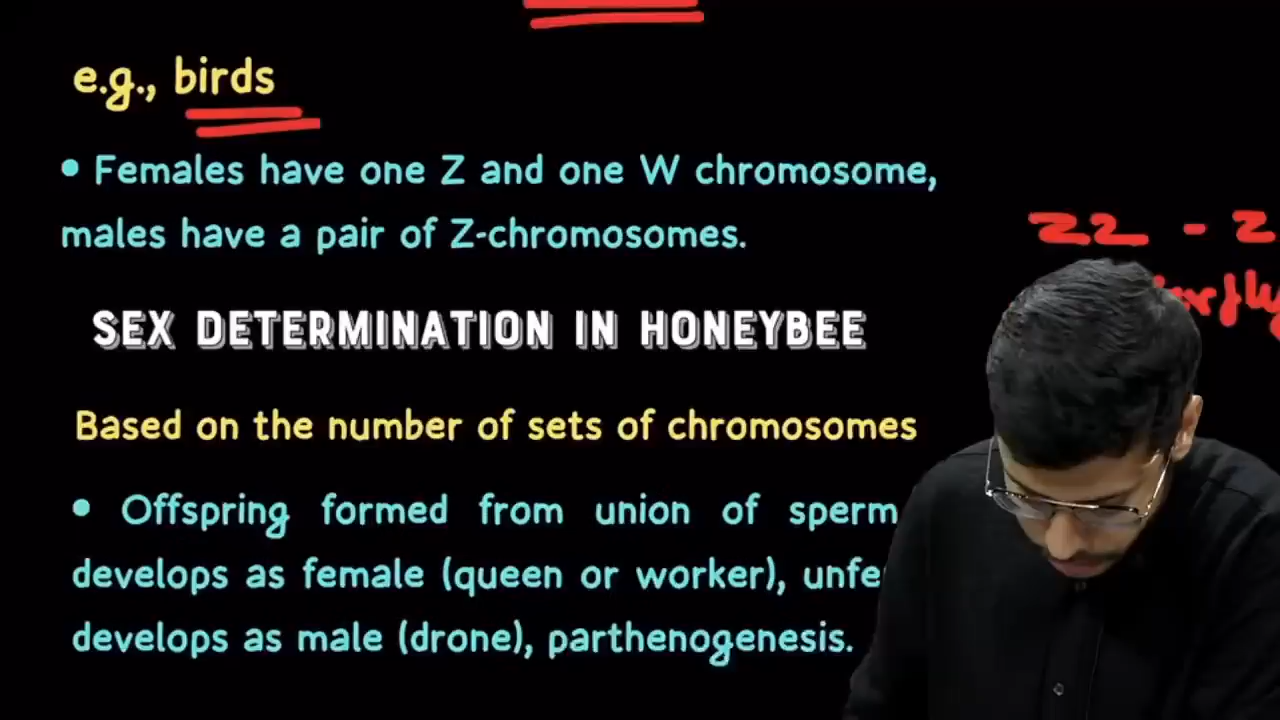 e.g., birds
• Females have one Z and one W chromosome,
males have a pair of Z-chromosomes.
ZZ - Z
SEX DETERMINATION IN HONEYBEE
Based on the number of sets of chromosomes
• Offspring formed from union of sperm
develops as female (queen or worker),
develops as male (drone), parthenogenesis.